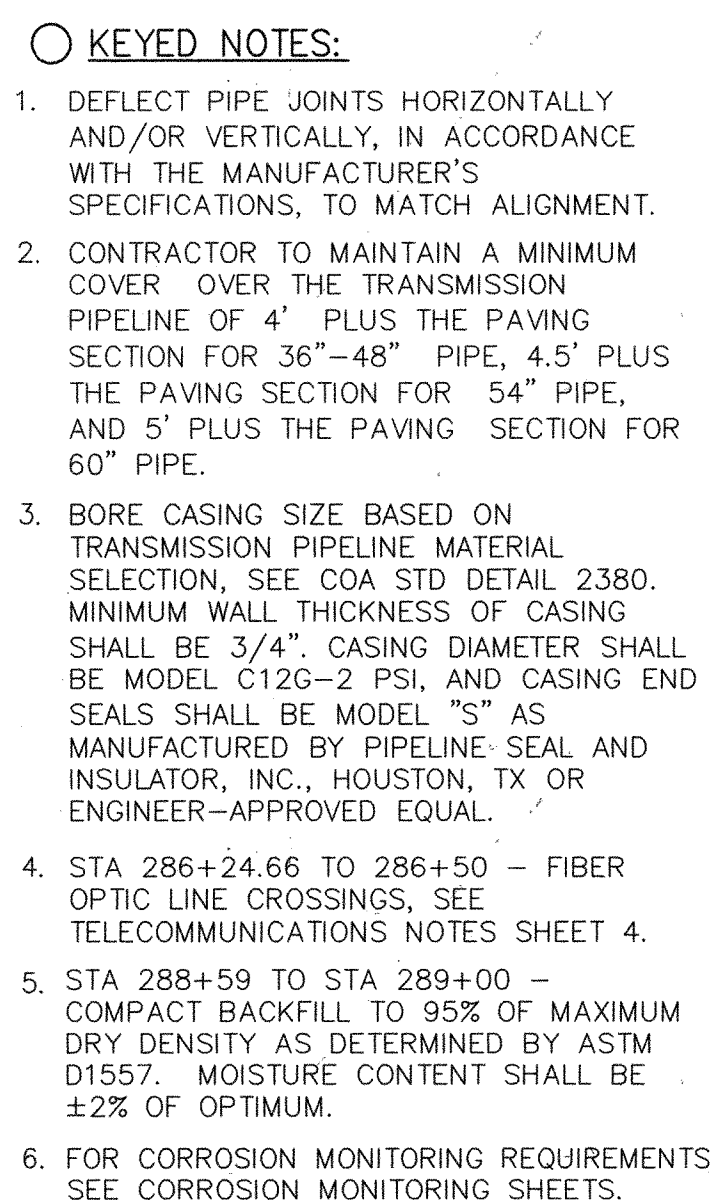 KEYED NOTES:
1. DEFLECT PIPE JOINTS HORIZONTALLY
AND/OR VERTICALLY, IN ACCORDANCE
WITH THE MANUFACTURER'S
SPECIFICATIONS, TO MATCH ALIGNMENT.
2. CONTRACTOR TO MAINTAIN A MINIMUM
COVER OVER THE TRANSMISSION
PIPELINE OF 4' PLUS THE PAVING
SECTION FOR 36"-48" PIPE, 4.5' PLUS
THE PAVING SECTION FOR 54" PIPE,
AND 5' PLUS THE PAVING SECTION FOR
60" PIPE.
3. BORE CASING SIZE BASED ON
TRANSMISSION PIPELINE MATERIAL
SELECTION, SEE COA STD DETAIL 2380.
MINIMUM WALL THICKNESS OF CASING
SHALL BE 3/4". CASING DIAMETER SHALL
BE MODEL C12G-2 PSI, AND CASING END
SEALS SHALL BE MODEL "S" AS
MANUFACTURED BY PIPELINE SEAL AND
INSULATOR, INC., HOUSTON, TX OR
ENGINEER-APPROVED EQUAL.
4. STA 286+24.66 TO 286+50 - FIBER
OPTIC LINE CROSSINGS, SEE
TELECOMMUNICATIONS NOTES SHEET 4.
5. STA 288+59 TO STA 289+00 -
COMPACT BACKFILL TO 95% OF MAXIMUM
DRY DENSITY AS DETERMINED BY ASTM
D1557. MOISTURE CONTENT SHALL BE
±2% OF OPTIMUM.
6. FOR CORROSION MONITORING REQUIREMENTS
SEE CORROSION MONITORING SHEETS.